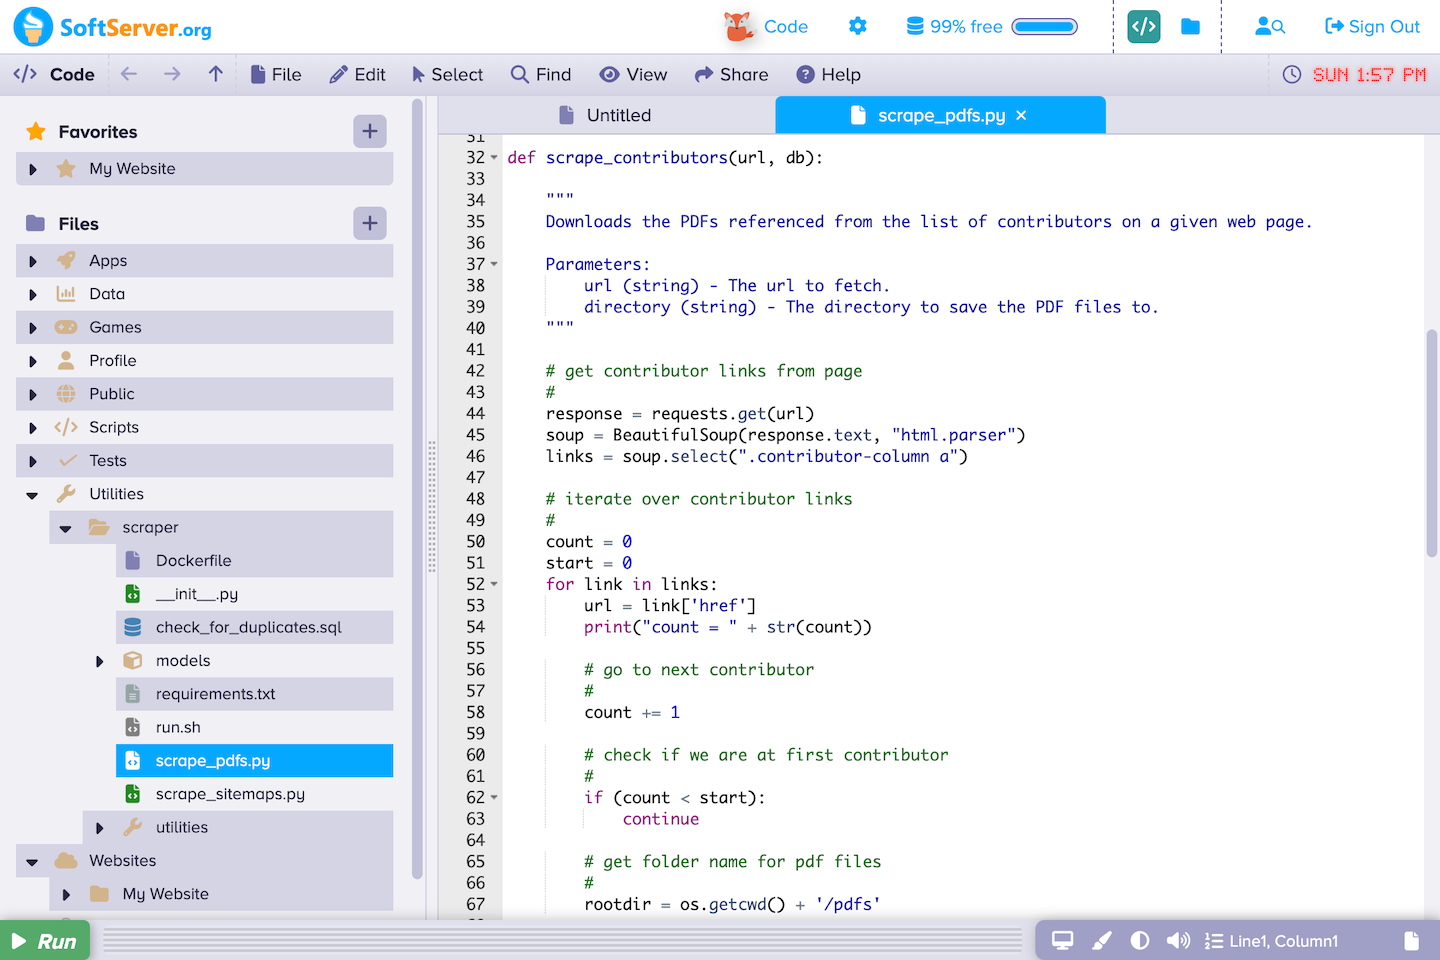 SoftServer.org
Code
99% free
Sign Out
Code
File
Edit
Select
Find
View
Share
Help
SUN 1:57 PM
Favorites
My Website
Files
Apps
Data
Games
Profile
Public
Scripts
Tests
Utilities
scraper
Dockerfile
__init__.py
check_for_duplicates.sql
models
requirements.txt
run.sh
scrape_pdfs.py
scrape_sitemaps.py
utilities
Websites
My Website
Untitled
scrape_pdfs.py ×
31
32 def scrape_contributors(url, db):
33
34 """
35 Downloads the PDFs referenced from the list of contributors on a given web page.
36
37 Parameters:
38 url (string) - The url to fetch.
39 directory (string) - The directory to save the PDF files to.
40 """
41
42 # get contributor links from page
43 #
44 response = requests.get(url)
45 soup = BeautifulSoup(response.text, "html.parser")
46 links = soup.select(".contributor-column a")
47
48 # iterate over contributor links
49 #
50 count = 0
51 start = 0
52 for link in links:
53 url = link['href']
54 print("count = " + str(count))
55
56 # go to next contributor
57 #
58 count += 1
59
60 # check if we are at first contributor
61 #
62 if (count < start):
63 continue
64
65 # get folder name for pdf files
66 #
67 rootdir = os.getcwd() + '/pdfs'
Run
Line1, Column1